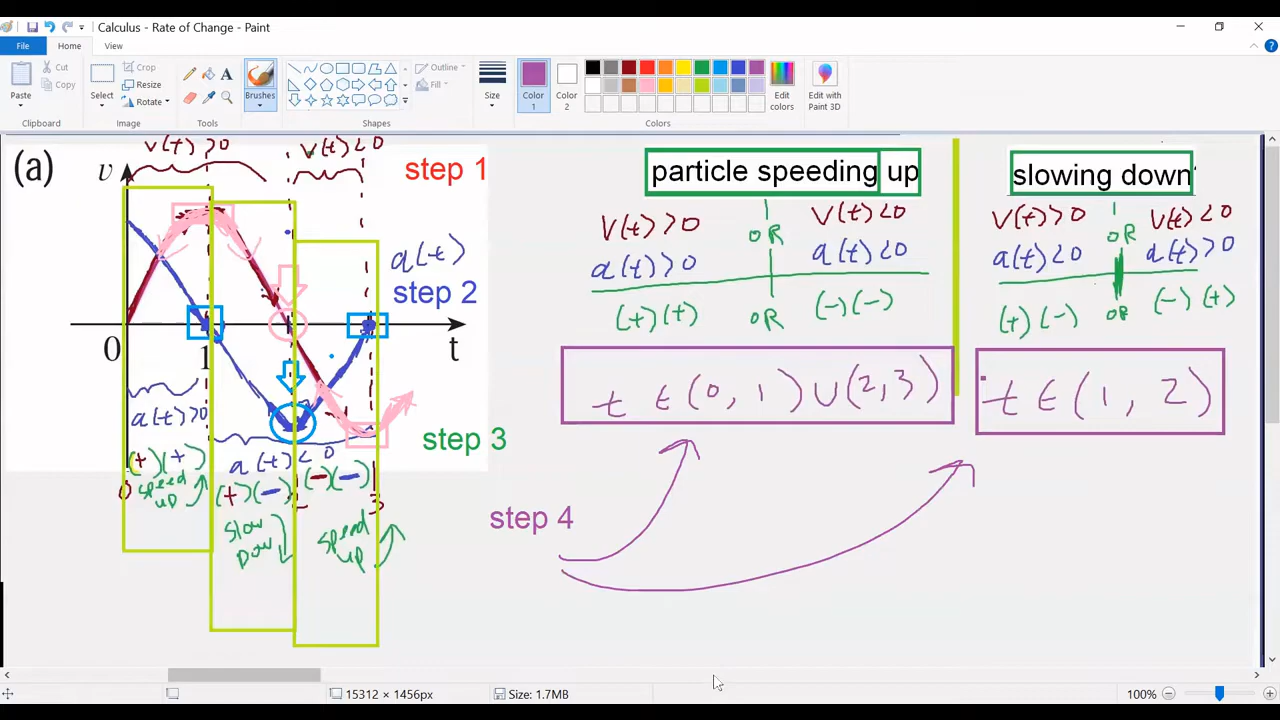 Calculus - Rate of Change - Paint
File
Home
View
Paste
Cut
Copy
Clipboard
Select
Crop
Resize
Rotate
Image
A
Tools
Brushes
Outline
Fill
Shapes
Size
Color 1
Color 2
Colors
Edit colors
Edit with Paint 3D
(a)
v
v(t) > 0
v(t) < 0
step 1
a(t)
step 2
0
1
t
a(t) > 0
a(t) < 0
step 3
(+)(+)
speed up
(+)(-)
slow down
(-)(-)
speed up
0
2
3
step 4
particle speeding up
v(t) > 0
OR
v(t) < 0
a(t) > 0
a(t) < 0
(+)(+)
OR
(-)(-)
t ∈ (0, 1) ∪ (2, 3)
slowing down
v(t) > 0
OR
v(t) < 0
a(t) < 0
a(t) > 0
(+)(-)
OR
(-)(+)
t ∈ (1, 2)
15312 × 1456px
Size: 1.7MB
100%